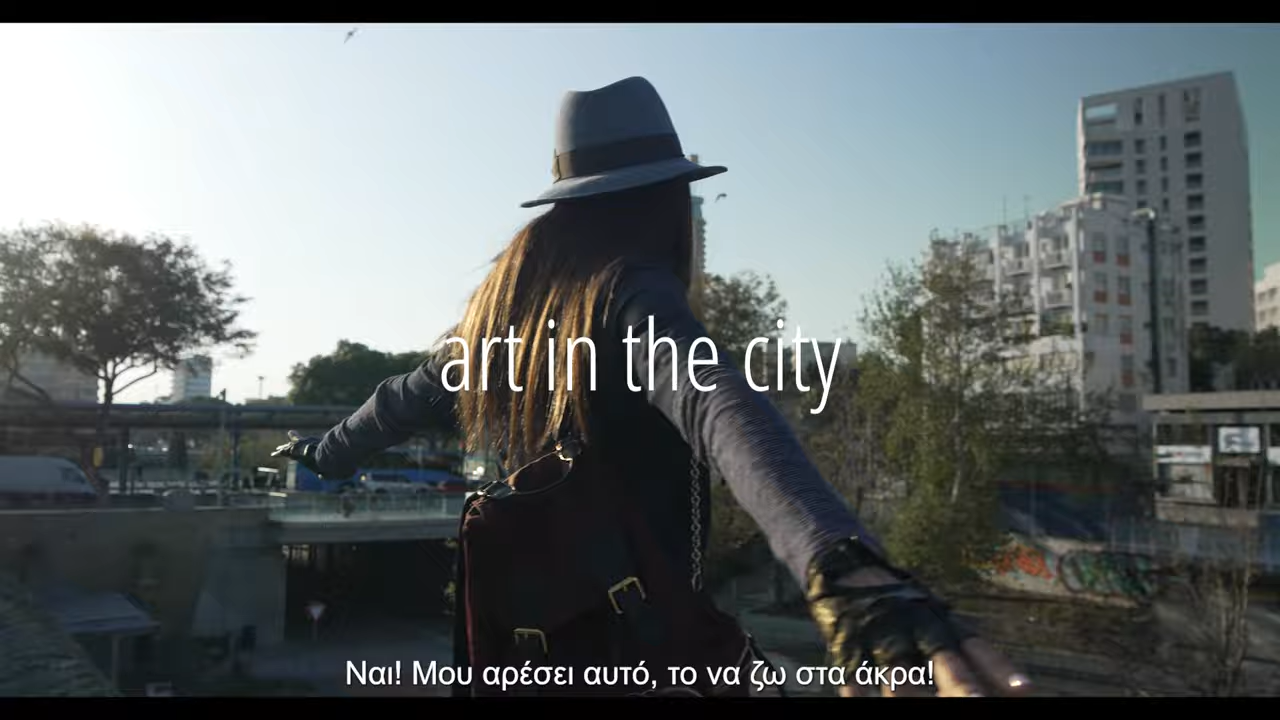 art in the city
Ναι! Μου αρέσει αυτό, το να ζω στα άκρα!